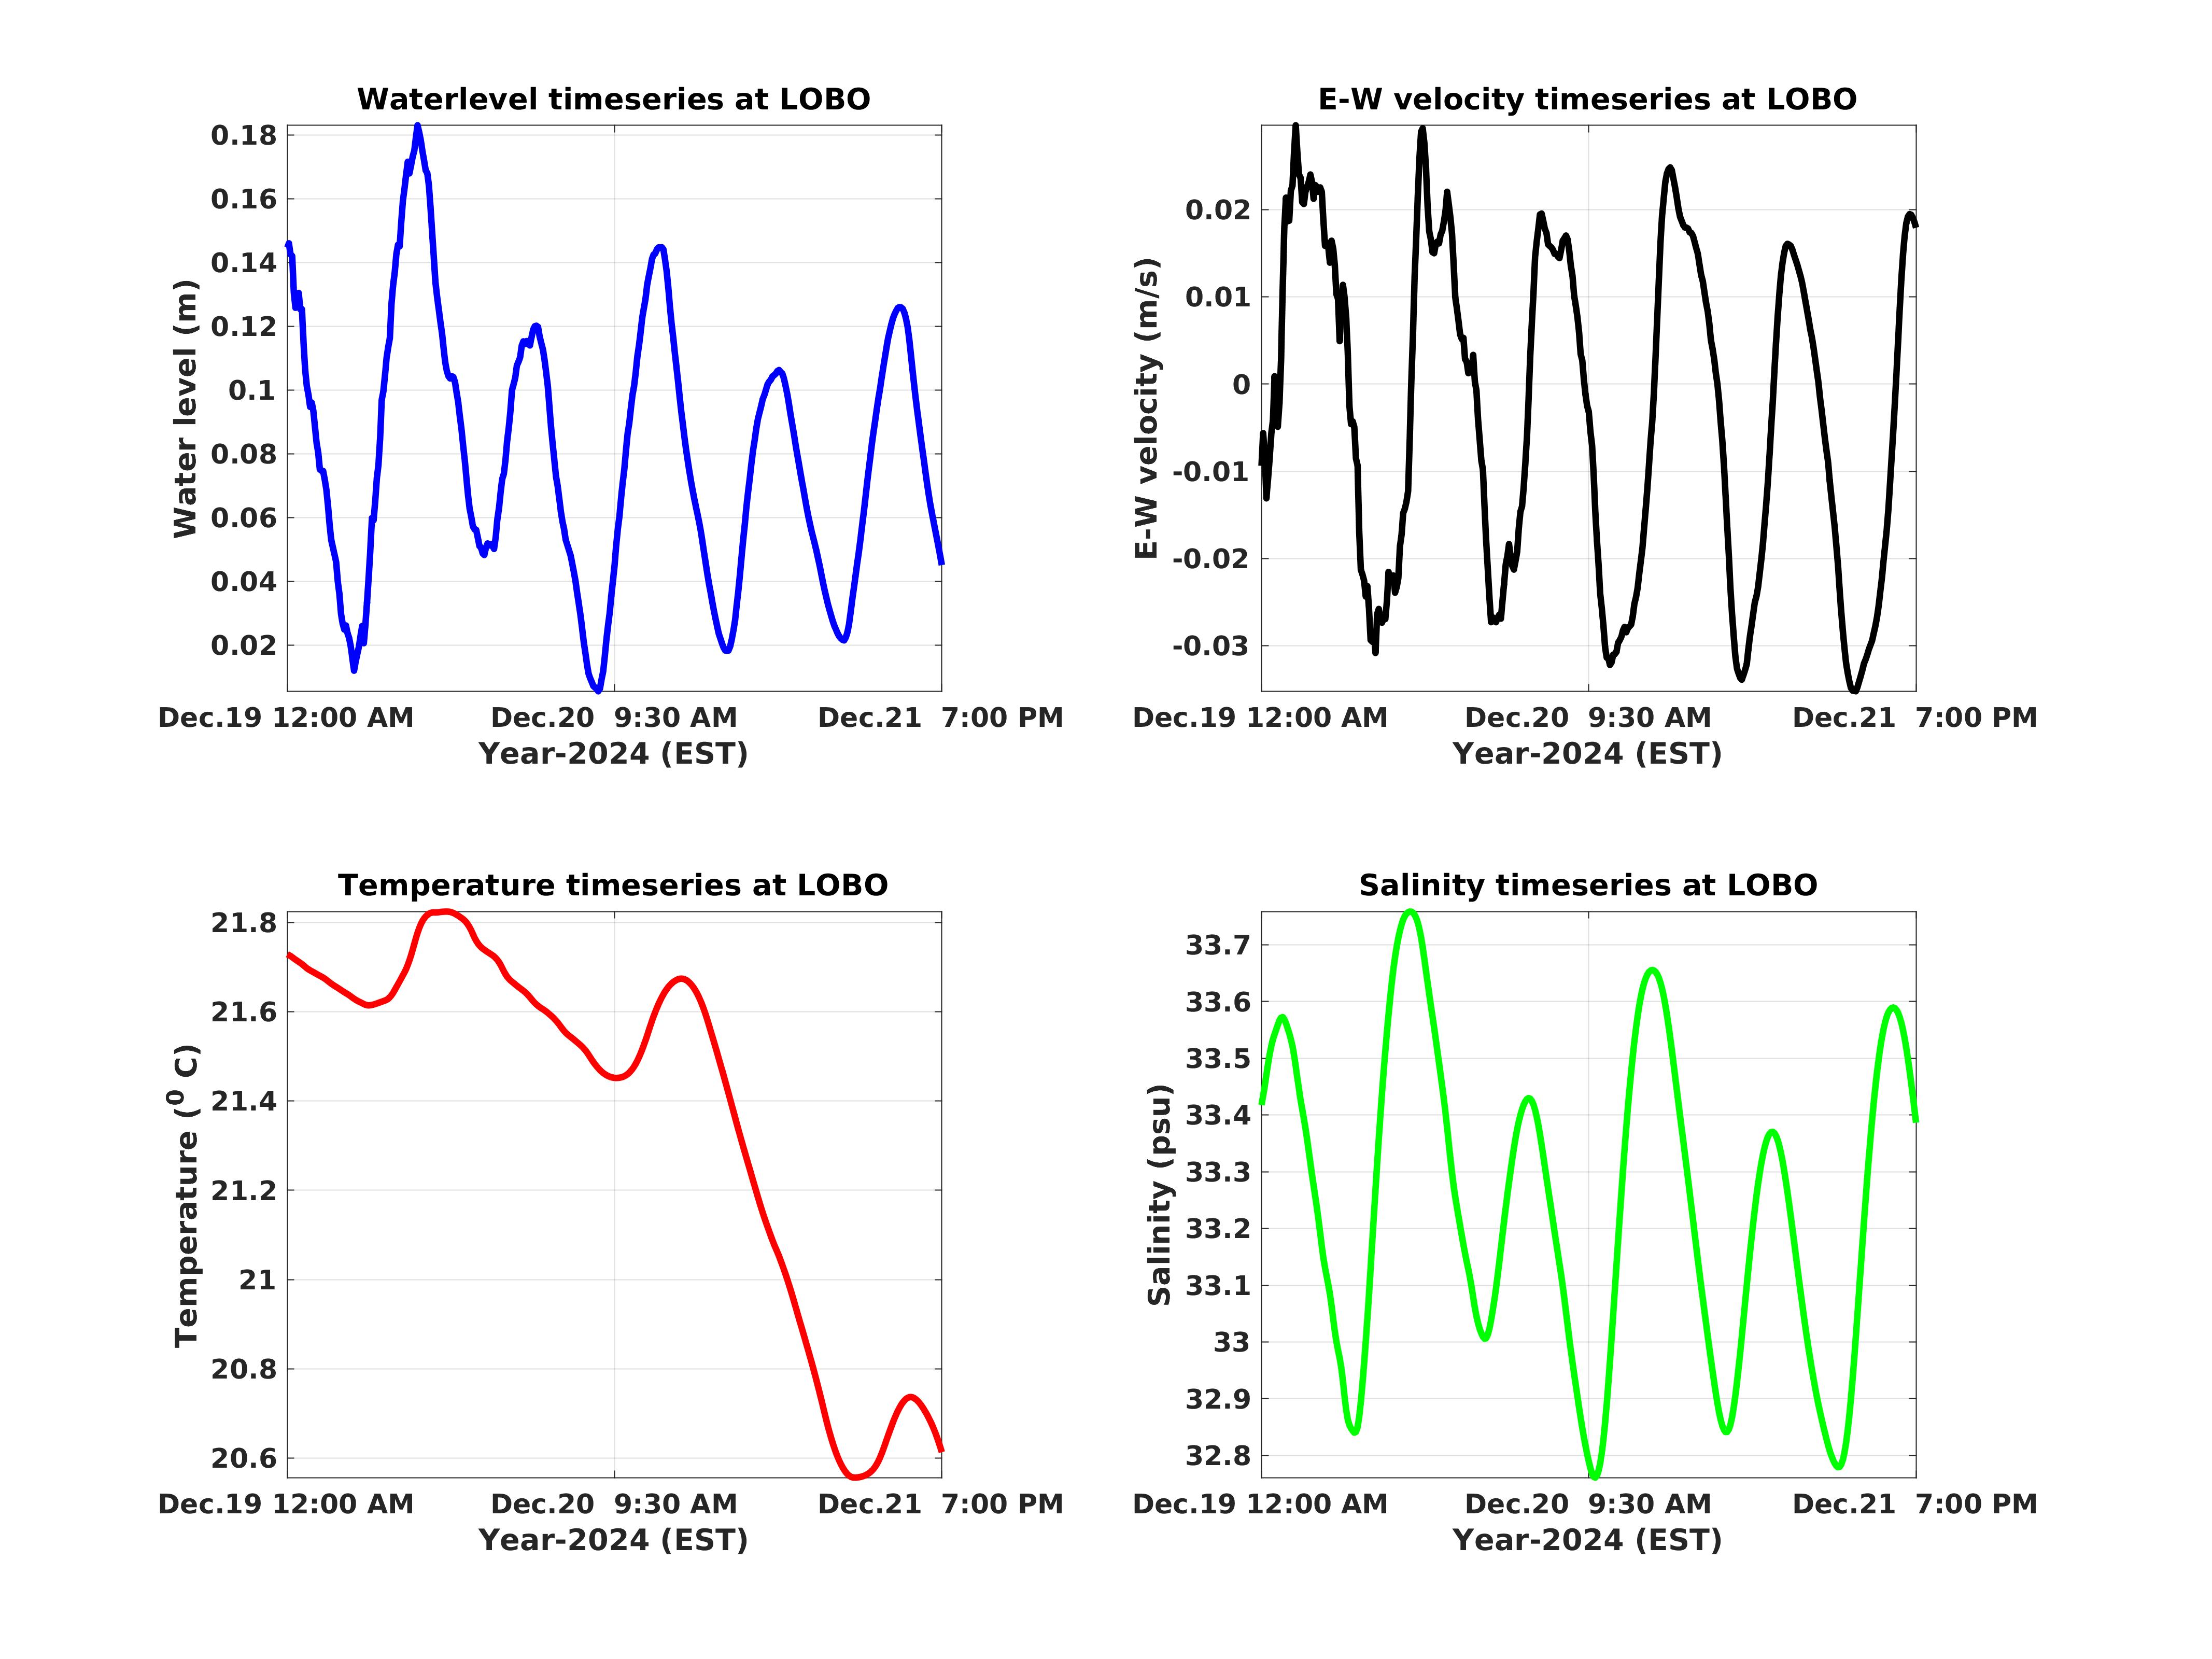 Waterlevel timeseries at LOBO
0.18
0.16
0.14
0.12
0.1
0.08
0.06
0.04
0.02
Water level (m)
Dec.19 12:00 AM
Dec.20 9:30 AM
Dec.21 7:00 PM
Year-2024 (EST)
E-W velocity timeseries at LOBO
0.02
0.01
0
-0.01
-0.02
-0.03
E-W velocity (m/s)
Dec.19 12:00 AM
Dec.20 9:30 AM
Dec.21 7:00 PM
Year-2024 (EST)
Temperature timeseries at LOBO
21.8
21.6
21.4
21.2
21
20.8
20.6
Temperature (⁰ C)
Dec.19 12:00 AM
Dec.20 9:30 AM
Dec.21 7:00 PM
Year-2024 (EST)
Salinity timeseries at LOBO
33.7
33.6
33.5
33.4
33.3
33.2
33.1
33
32.9
32.8
Salinity (psu)
Dec.19 12:00 AM
Dec.20 9:30 AM
Dec.21 7:00 PM
Year-2024 (EST)